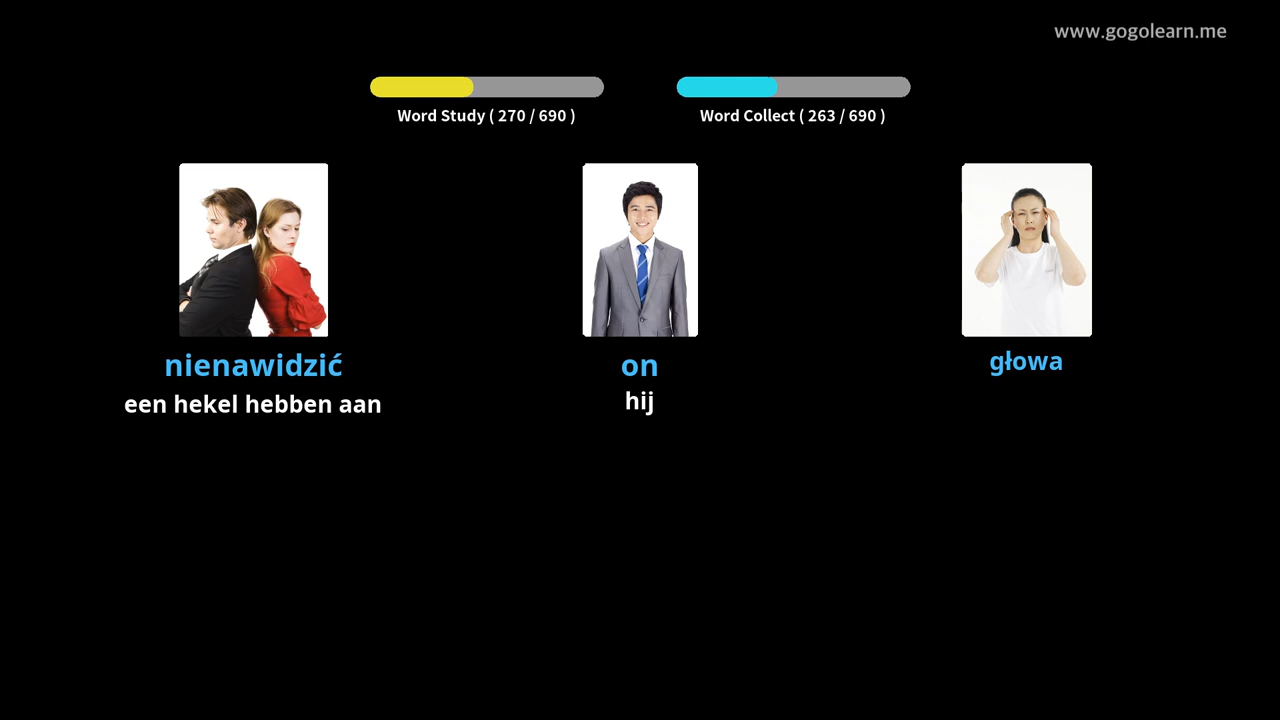 www.gogolearn.me
Word Study ( 270 / 690 )
Word Collect ( 263 / 690 )
nienawidzić
een hekel hebben aan
on
hij
głowa